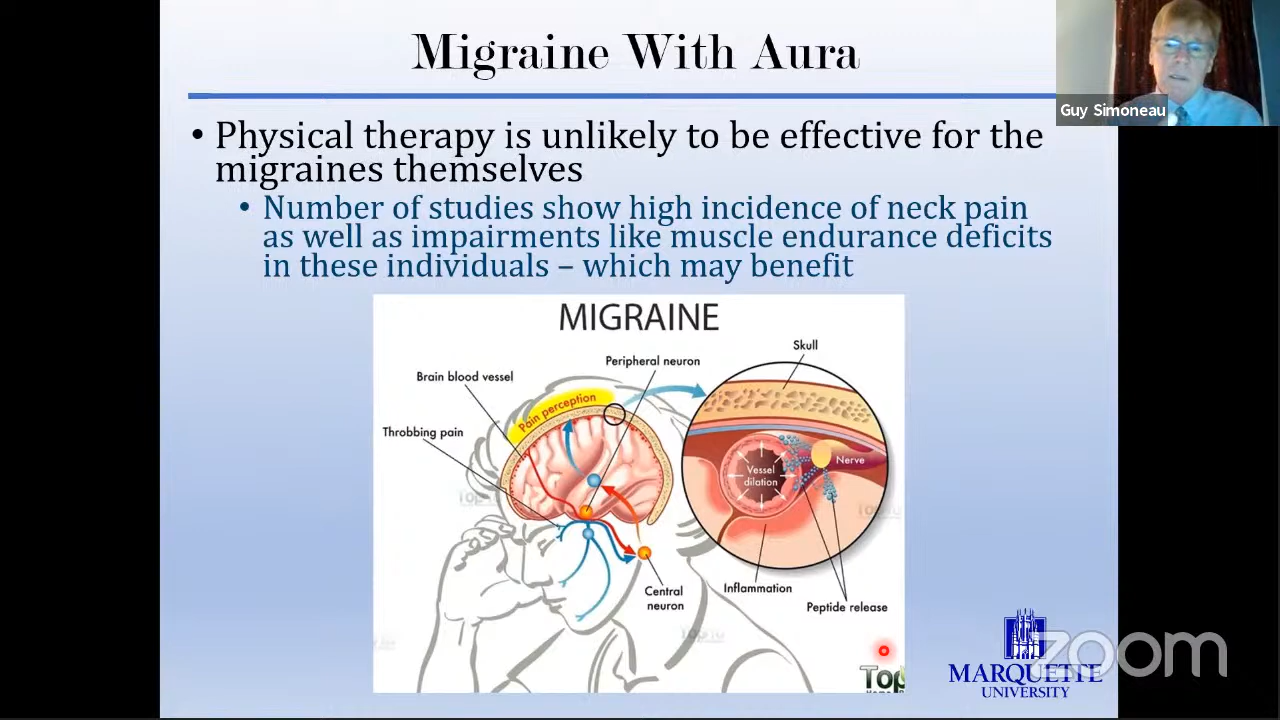 Migraine With Aura
Guy Simoneau
• Physical therapy is unlikely to be effective for the
migraines themselves
• Number of studies show high incidence of neck pain
as well as impairments like muscle endurance deficits
in these individuals – which may benefit
MIGRAINE
Skull
Peripheral neuron
Brain blood vessel
Pain perception
Throbbing pain
Nerve
Vessel
dilation
Inflammation
Central
neuron
Peptide release
Top
zoom
MARQUETTE
UNIVERSITY